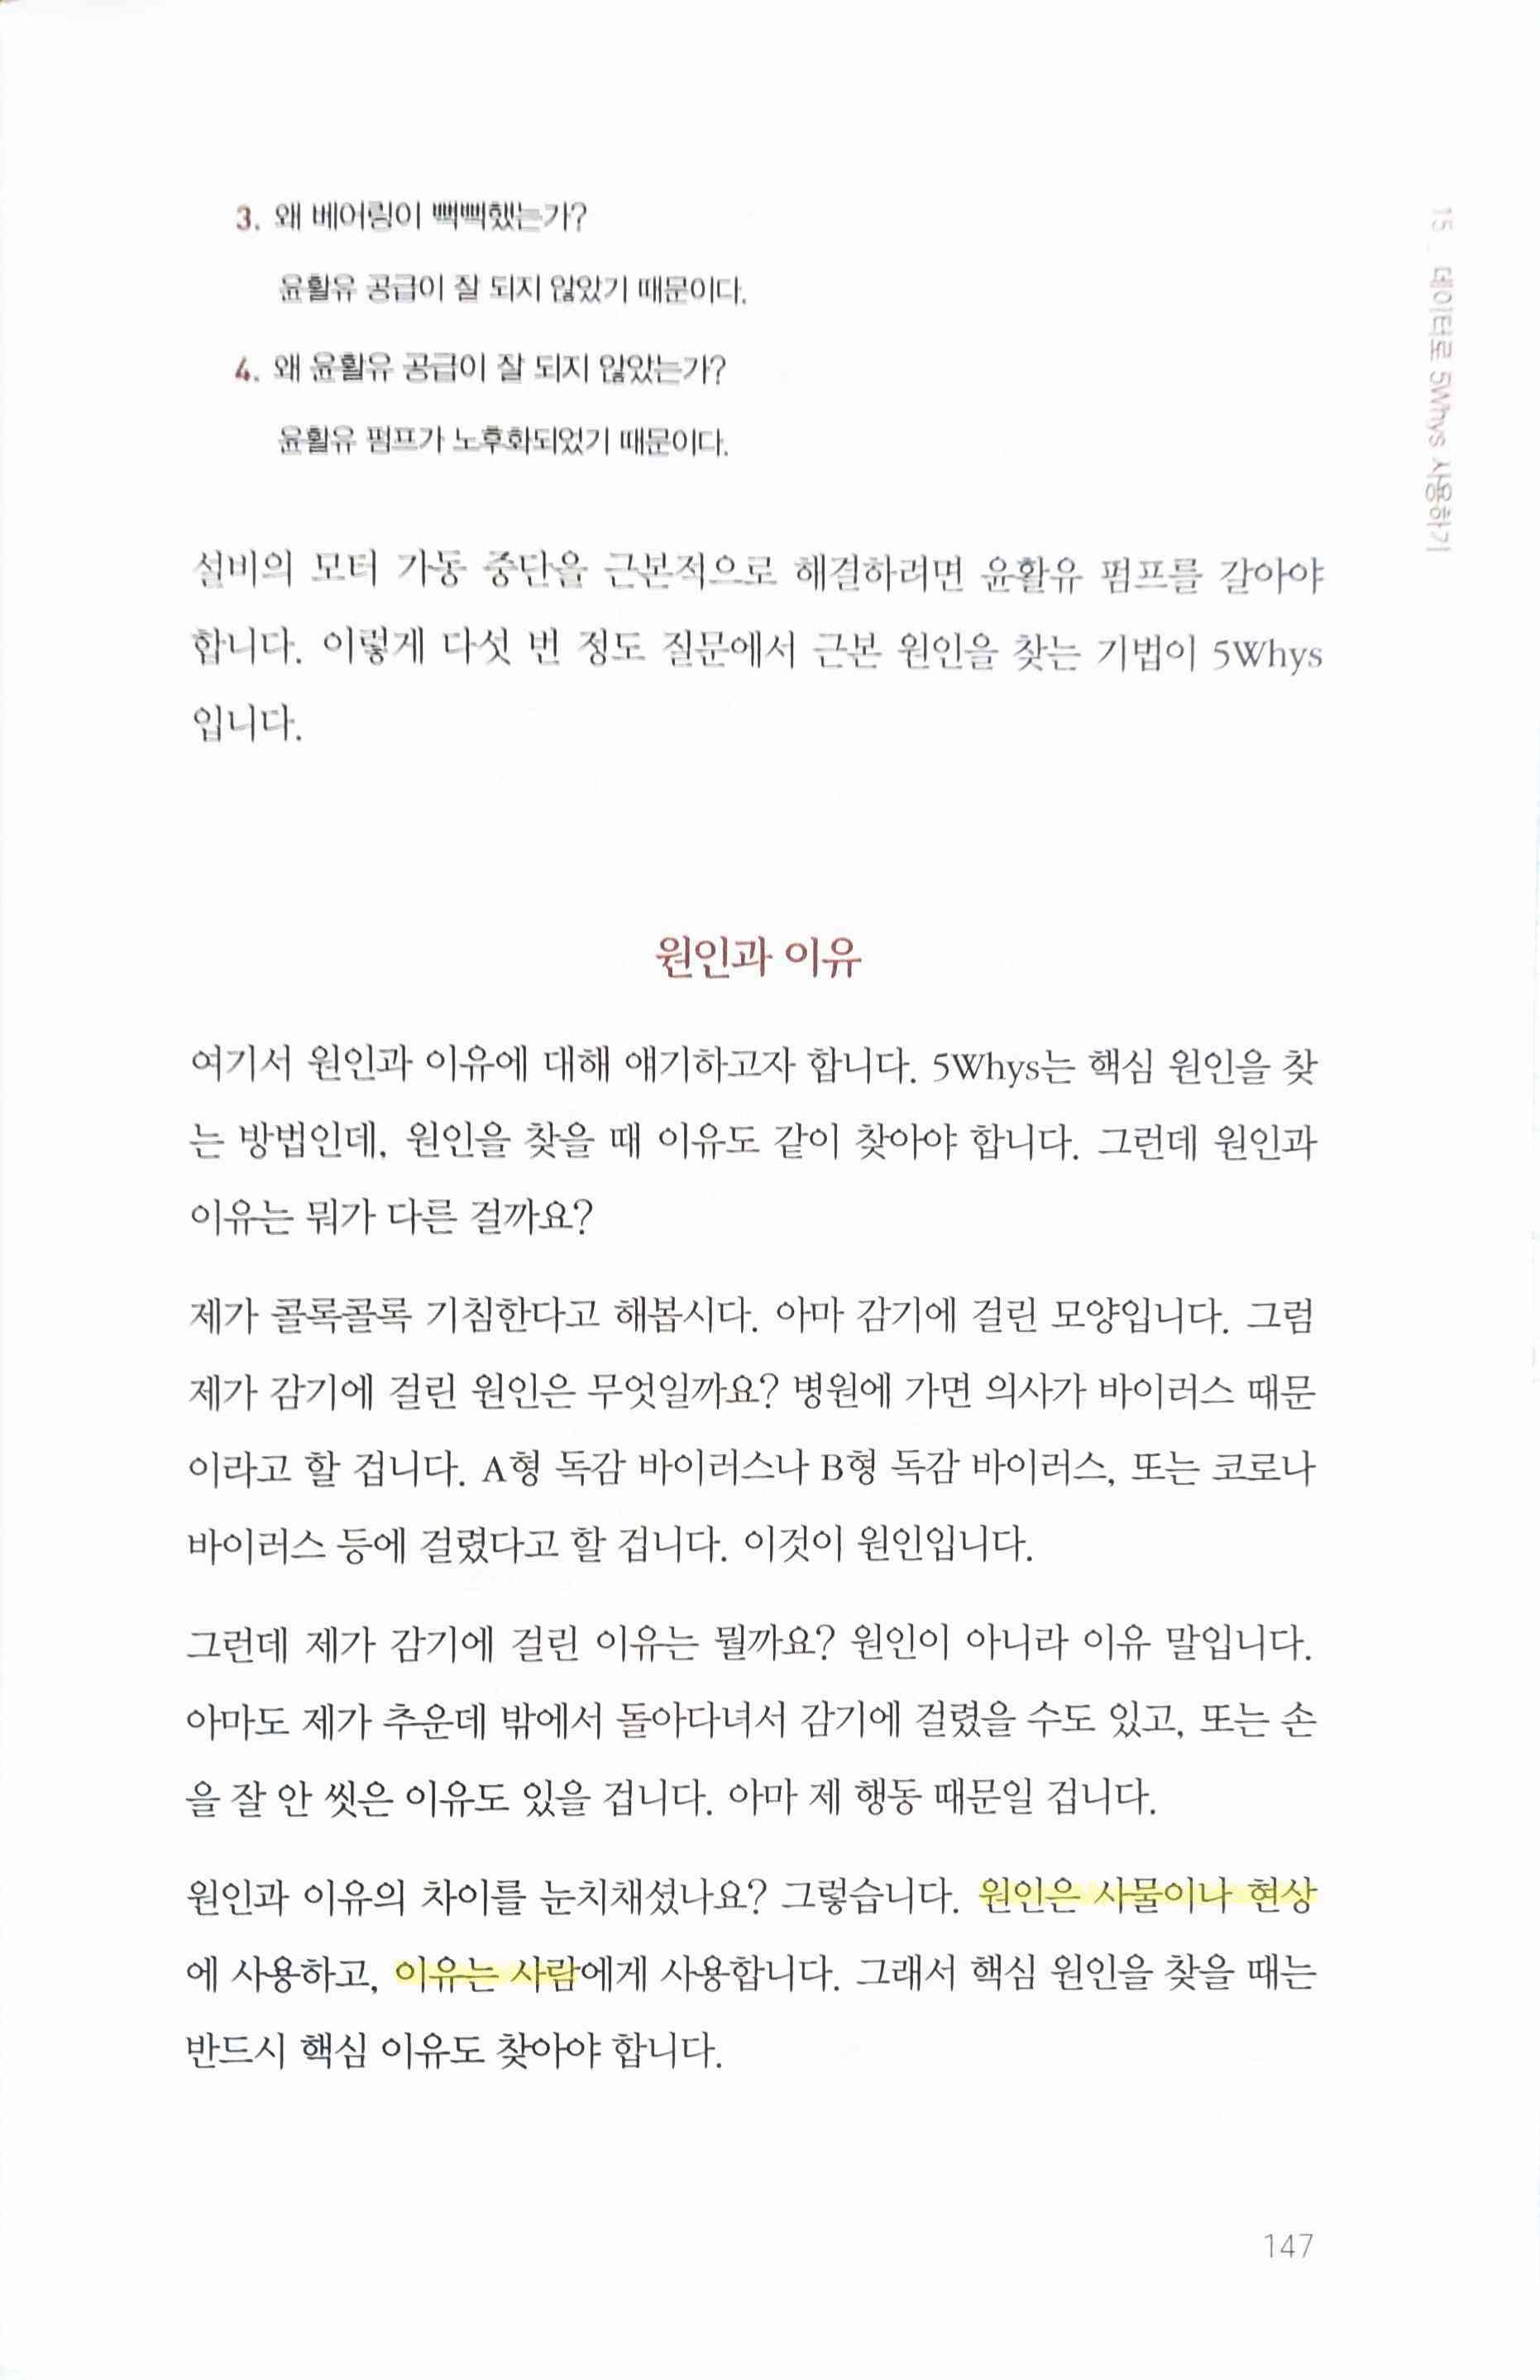 3. 왜 베어링이 뻑뻑했는가?
윤활유 공급이 잘 되지 않았기 때문이다.
4. 왜 윤활유 공급이 잘 되지 않았는가?
윤활유 펌프가 노후화되었기 때문이다.
설비의 모터 가동 중단을 근본적으로 해결하려면 윤활유 펌프를 갈아야
합니다. 이렇게 다섯 번 정도 질문에서 근본 원인을 찾는 기법이 5Whys
입니다.
원인과 이유
여기서 원인과 이유에 대해 얘기하고자 합니다. 5Whys는 핵심 원인을 찾
는 방법인데, 원인을 찾을 때 이유도 같이 찾아야 합니다. 그런데 원인과
이유는 뭐가 다른 걸까요?
제가 콜록콜록 기침한다고 해봅시다. 아마 감기에 걸린 모양입니다. 그럼
제가 감기에 걸린 원인은 무엇일까요? 병원에 가면 의사가 바이러스 때문
이라고 할 겁니다. A형 독감 바이러스나 B형 독감 바이러스, 또는 코로나
바이러스 등에 걸렸다고 할 겁니다. 이것이 원인입니다.
그런데 제가 감기에 걸린 이유는 뭘까요? 원인이 아니라 이유 말입니다.
아마도 제가 추운데 밖에서 돌아다녀서 감기에 걸렸을 수도 있고, 또는 손
을 잘 안 씻은 이유도 있을 겁니다. 아마 제 행동 때문일 겁니다.
원인과 이유의 차이를 눈치채셨나요? 그렇습니다. 원인은 사물이나 현상
에 사용하고, 이유는 사람에게 사용합니다. 그래서 핵심 원인을 찾을 때는
반드시 핵심 이유도 찾아야 합니다.
15_ 데이터로 5Whys 사용하기
147